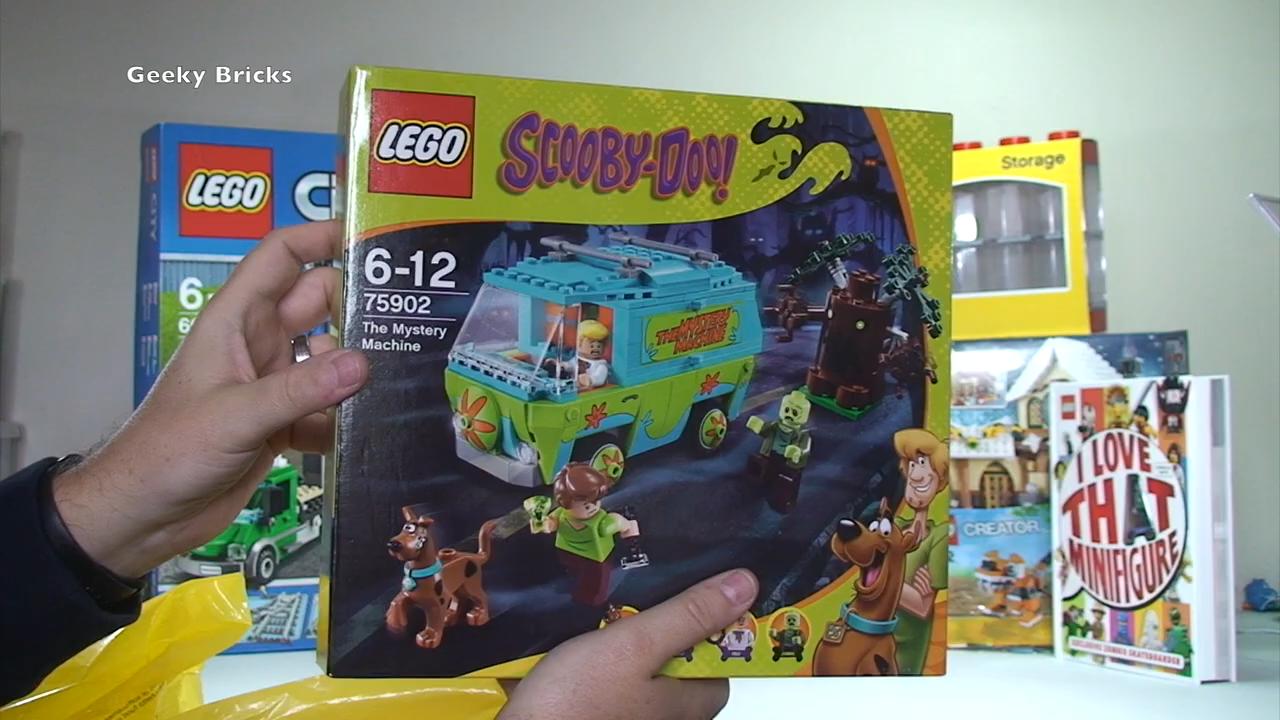 Geeky Bricks
LEGO
SCOOBY-DOO!
6-12
75902
The Mystery
Machine
THE MYSTERY
MACHINE
LEGO
CITY
6
Storage
CREATOR
I LOVE
THAT
MINIFIGURE